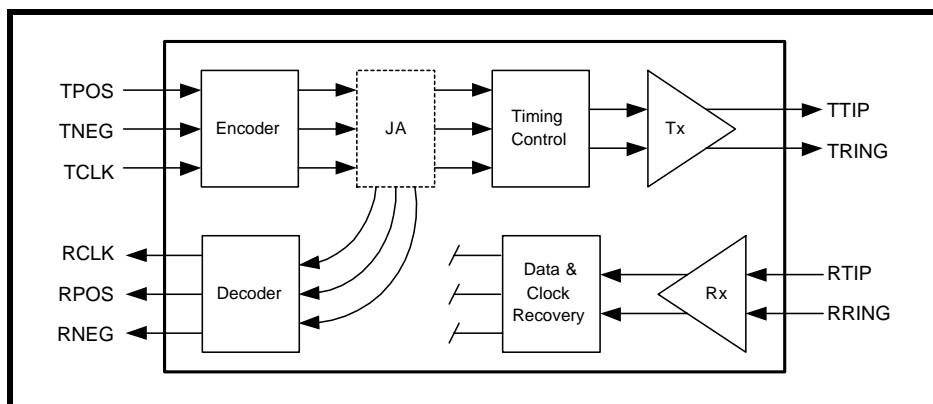 TPOS
TNEG
TCLK
Encoder
JA
Timing
Control
Tx
TTIP
TRING
RCLK
RPOS
RNEG
Decoder
Data &
Clock
Recovery
Rx
RTIP
RRING